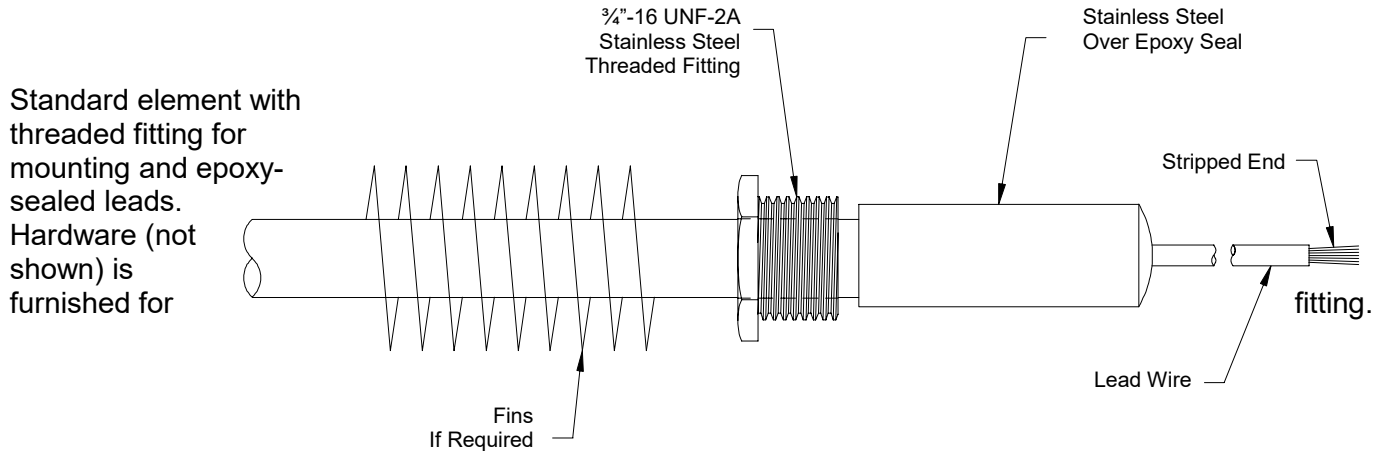 ¾”-16 UNF-2A
Stainless Steel
Threaded Fitting
Stainless Steel
Over Epoxy Seal
Standard element with
threaded fitting for
mounting and epoxy-
sealed leads.
Hardware (not
shown) is
furnished for
fitting.
Stripped End
Lead Wire
Fins
If Required